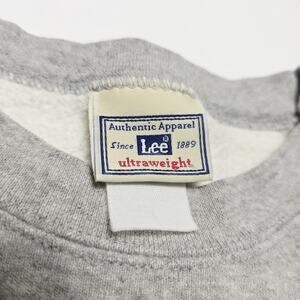 Authentic Apparel
Since Lee® 1889
ultraweight